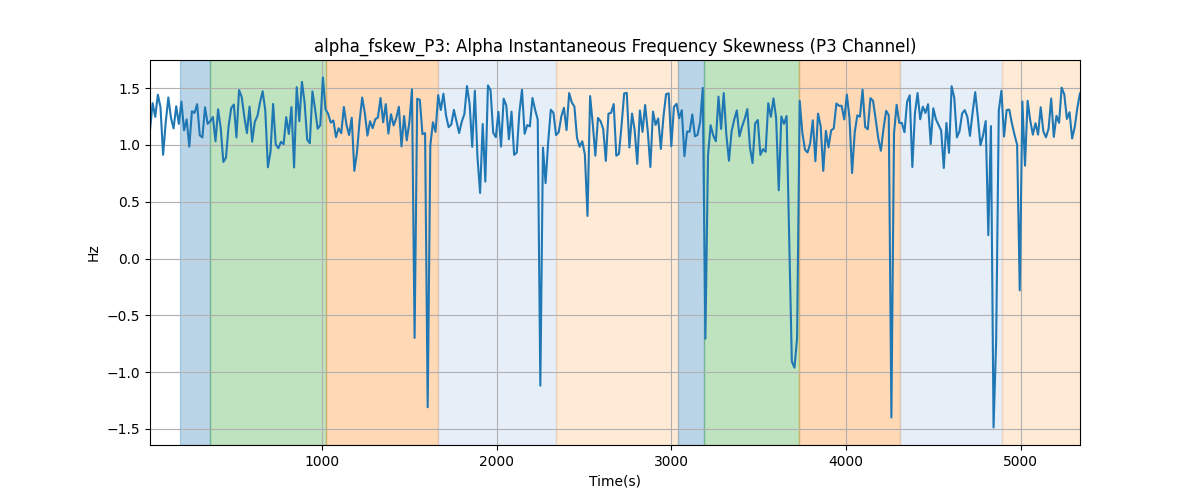 alpha_fskew_P3: Alpha Instantaneous Frequency Skewness (P3 Channel)
Hz
1.5
1.0
0.5
0.0
−0.5
−1.0
−1.5
1000 2000 3000 4000 5000
Time(s)